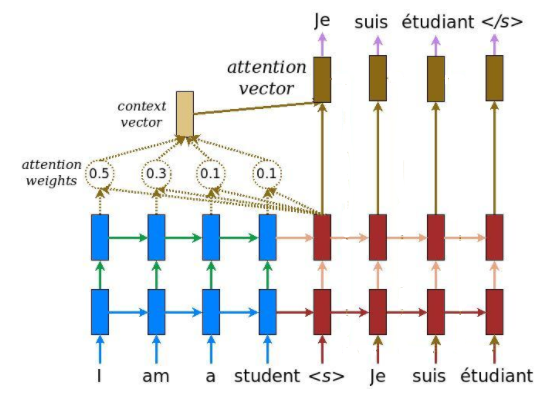 Je suis étudiant </s>
attention
vector
context
vector
attention
weights
0.5 0.3 0.1 0.1
I am a student <s> Je suis étudiant